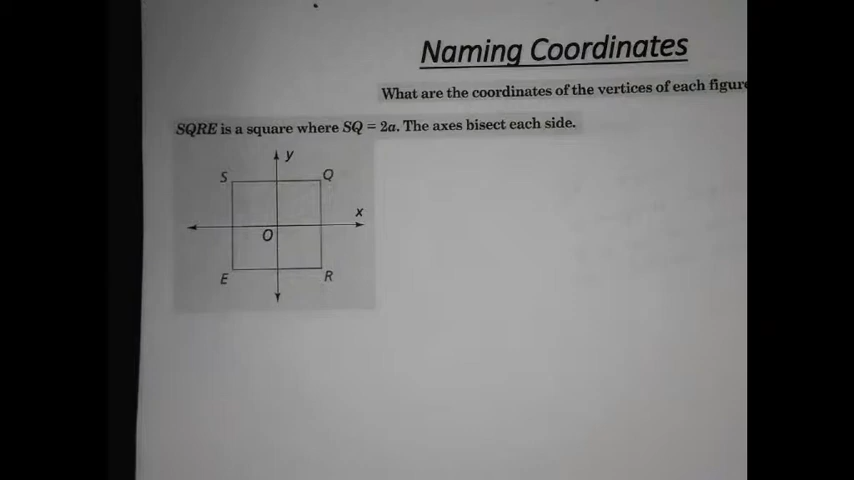 Naming Coordinates
What are the coordinates of the vertices of each figure
SQRE is a square where SQ = 2a. The axes bisect each side.
y
S Q
x
O
E R